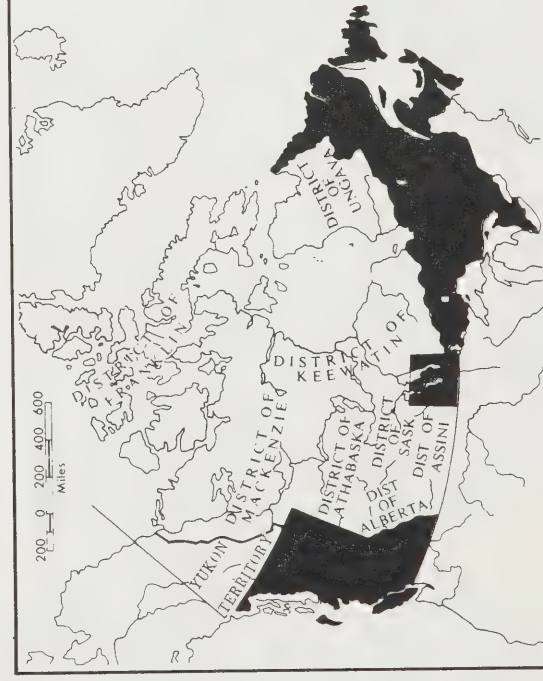 200 0 200 400 600
Miles
DISTRICT OF
FRANKLIN
YUKON
TERRITORY
DISTRICT OF
MACKENZIE
DISTRICT OF
KEEWATIN
DISTRICT
OF
UNGAVA
DISTRICT OF
ATHABASKA
DISTRICT
OF
SASK
DIST
OF
ALBERTA
DIST OF
ASSINI